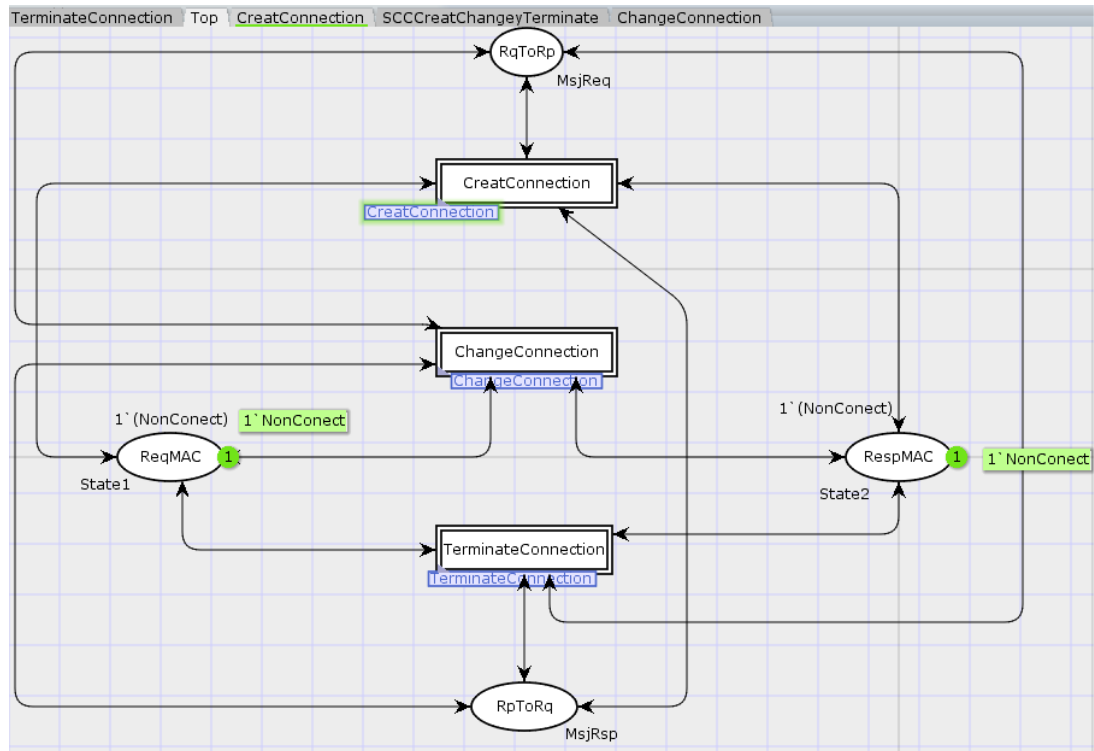 TerminateConnection Top CreatConnection SCCCreatChangeyTerminate ChangeConnection
RqToRp
MsjReq
CreatConnection
CreatConnection
ChangeConnection
ChangeConnection
1`(NonConect) 1`NonConect
ReqMAC 1
State1
1`(NonConect)
RespMAC 1 1`NonConect
State2
TerminateConnection
TerminateConnection
RpToRq
MsjRsp